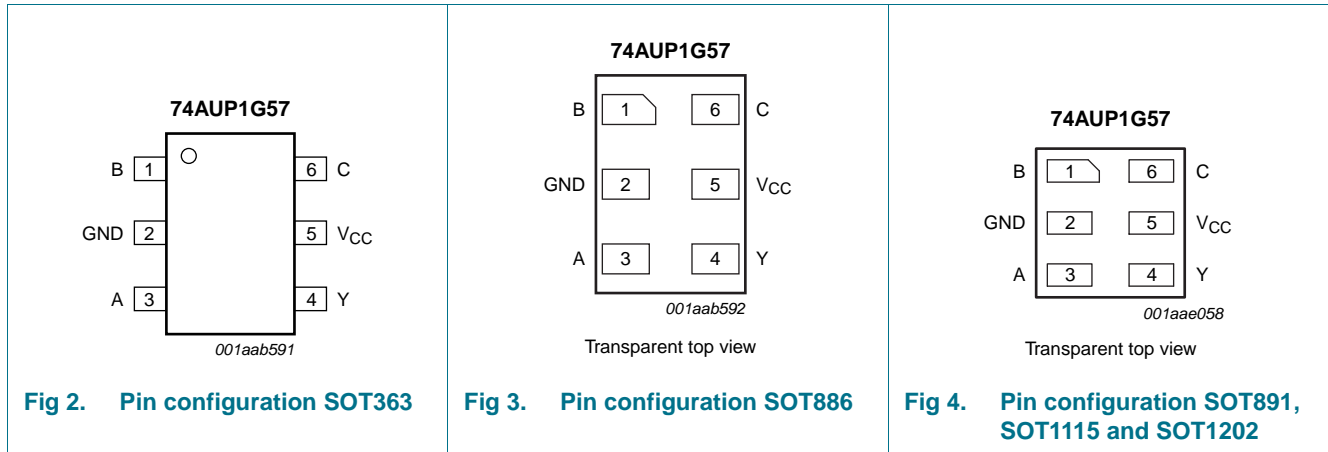 74AUP1G57
B 1 6 C
GND 2 5 VCC
A 3 4 Y
001aab591
Fig 2. Pin configuration SOT363
74AUP1G57
B 1 6 C
GND 2 5 VCC
A 3 4 Y
001aab592
Transparent top view
Fig 3. Pin configuration SOT886
74AUP1G57
B 1 6 C
GND 2 5 VCC
A 3 4 Y
001aae058
Transparent top view
Fig 4. Pin configuration SOT891,
SOT1115 and SOT1202